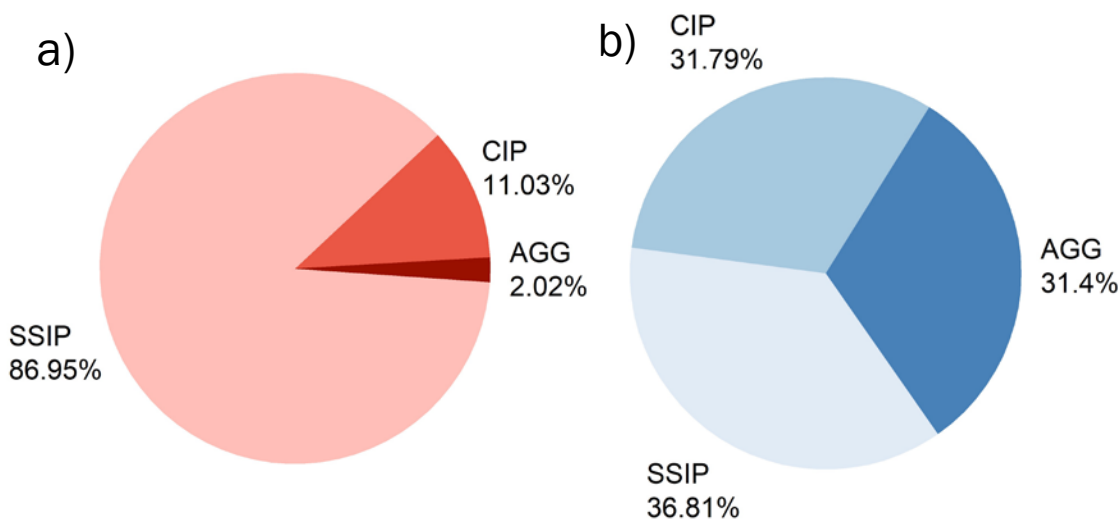 a)
CIP
11.03%
AGG
2.02%
SSIP
86.95%
b)
CIP
31.79%
AGG
31.4%
SSIP
36.81%